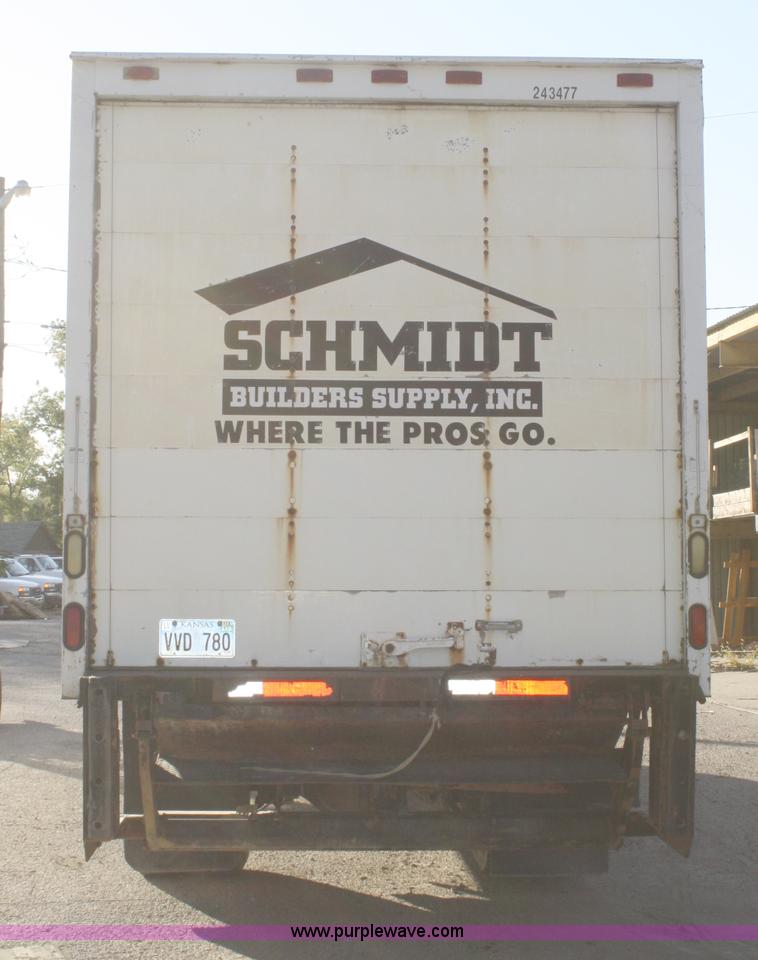 243477
SCHMIDT
BUILDERS SUPPLY, INC.
WHERE THE PROS GO.
KANSAS
VVD 780
www.purplewave.com